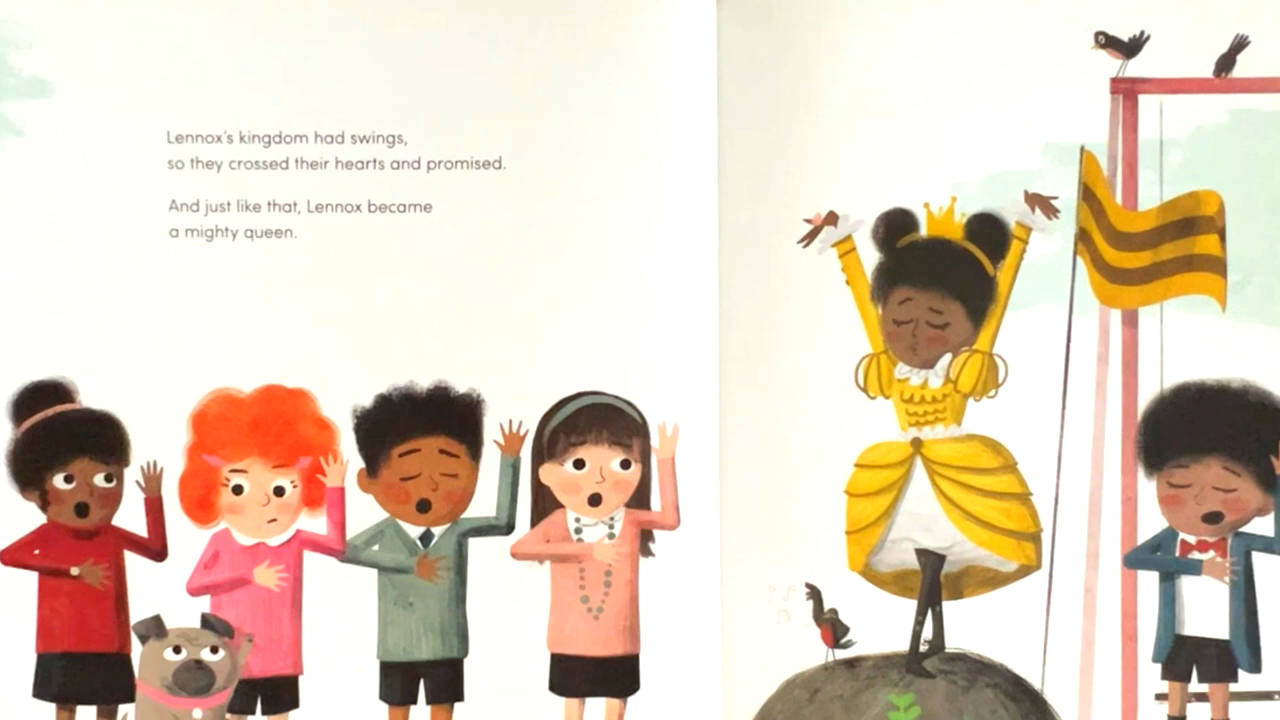 Lennox's kingdom had swings,
so they crossed their hearts and promised.
And just like that, Lennox became
a mighty queen.